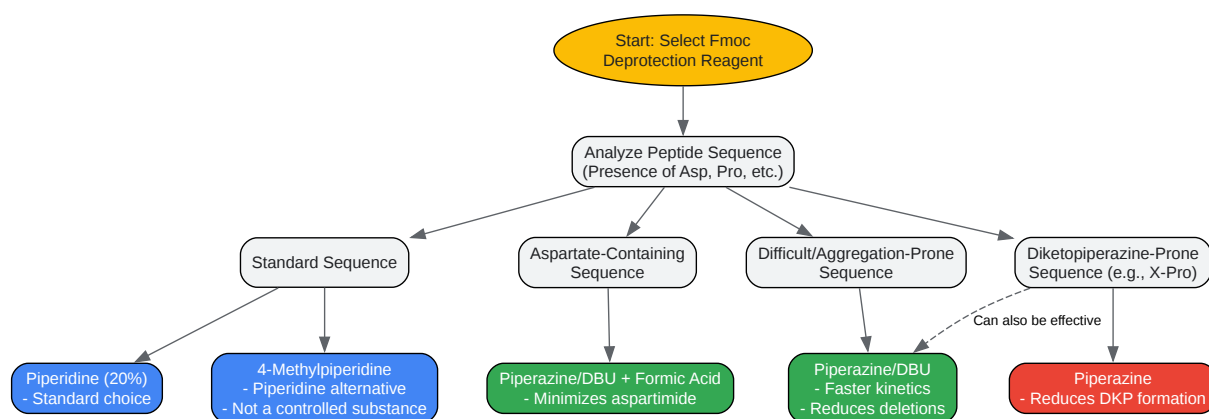 Start: Select Fmoc
Deprotection Reagent
Analyze Peptide Sequence
(Presence of Asp, Pro, etc.)
Standard Sequence
Aspartate-Containing
Sequence
Difficult/Aggregation-Prone
Sequence
Diketopiperazine-Prone
Sequence (e.g., X-Pro)
Can also be effective
Piperidine (20%)
- Standard choice
4-Methylpiperidine
- Piperidine alternative
- Not a controlled substance
Piperazine/DBU + Formic Acid
- Minimizes aspartimide
Piperazine/DBU
- Faster kinetics
- Reduces deletions
Piperazine
- Reduces DKP formation